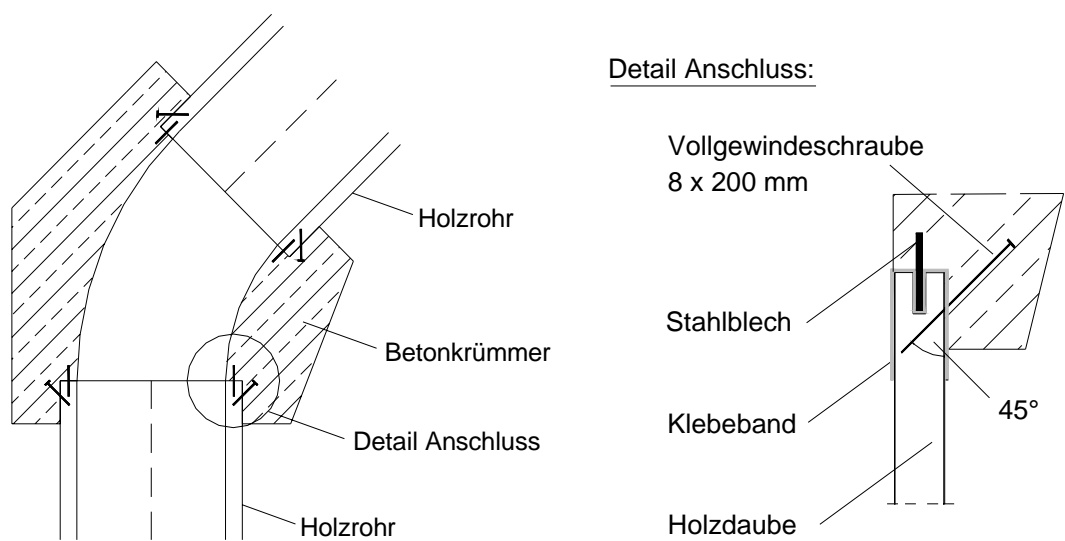 Holzrohr
Betonkrümmer
Detail Anschluss
Holzrohr
Detail Anschluss:
Vollgewindeschraube
8 x 200 mm
Stahlblech
45°
Klebeband
Holzdaube